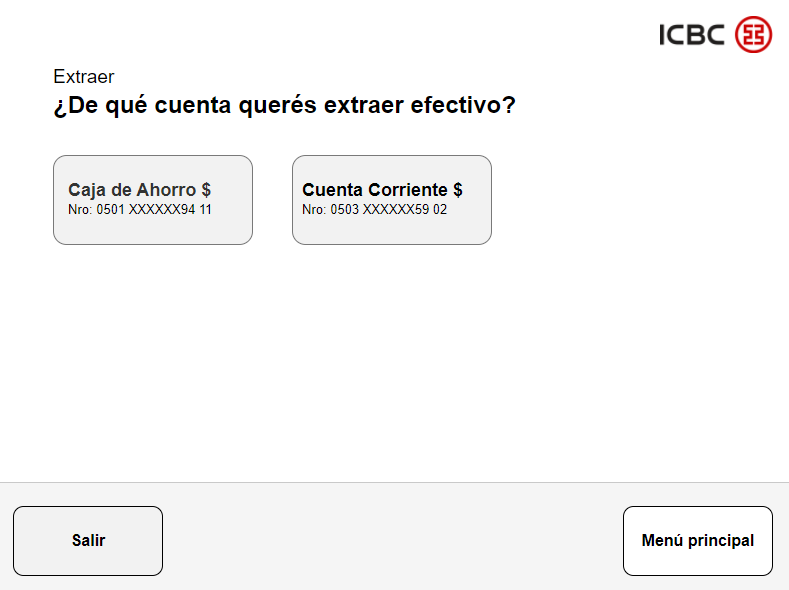 ICBC
Extraer
¿De qué cuenta querés extraer efectivo?
Caja de Ahorro $
Nro: 0501 XXXXXX94 11
Cuenta Corriente $
Nro: 0503 XXXXXX59 02
Salir
Menú principal